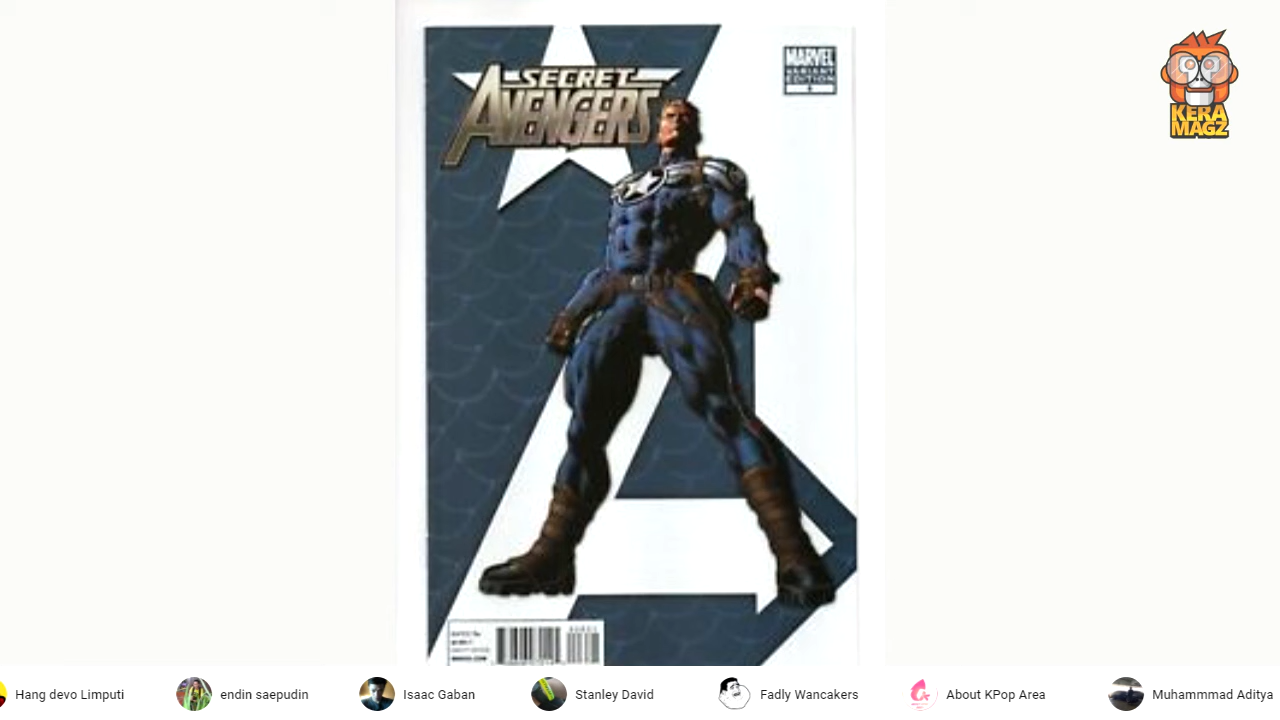 SECRET
AVENGERS
MARVEL
VARIANT
EDITION
KERA
MAGZ
Hang devo Limputi
endin saepudin
Isaac Gaban
Stanley David
Fadly Wancakers
About KPop Area
Muhammmad Aditya